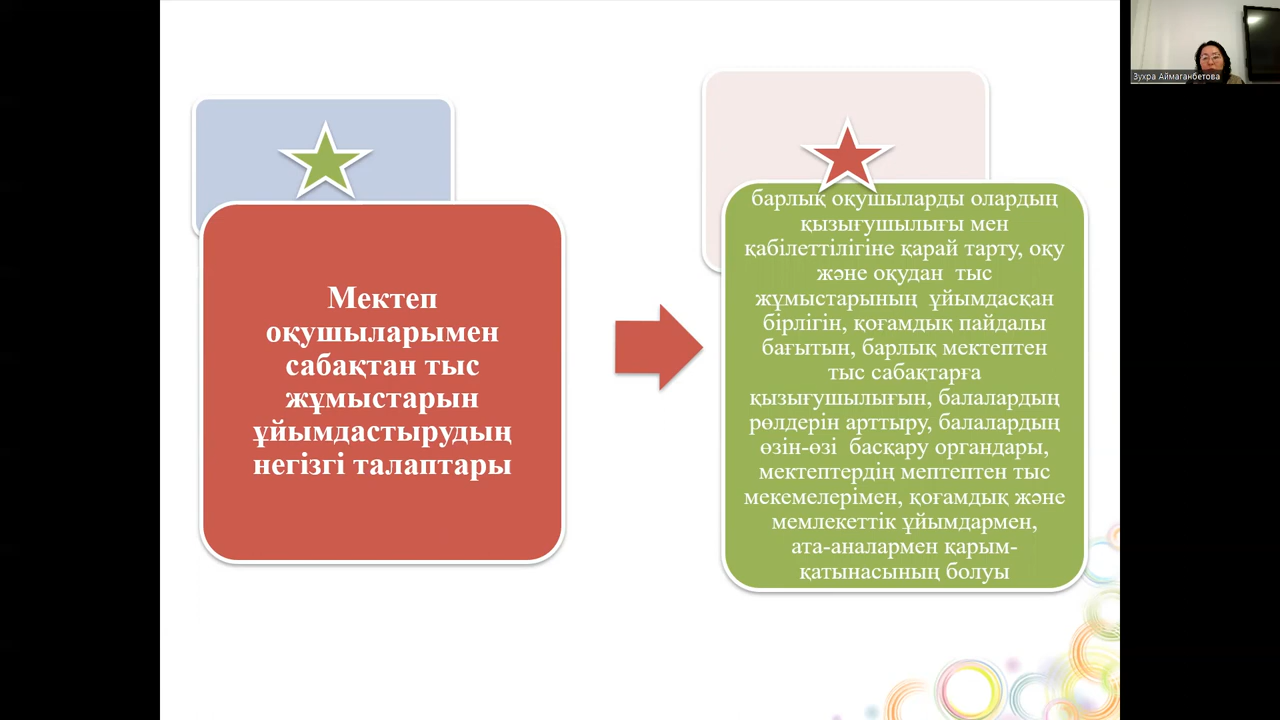 Мектеп
оқушыларымен
сабақтан тыс
жұмыстарын
ұйымдастырудың
негізгі талаптары
барлық оқушыларды олардың
қызығушылығы мен
қабілеттілігіне қарай тарту, оқу
және оқудан тыс
жұмыстарының ұйымдасқан
бірлігін, қоғамдық пайдалы
бағытын, барлық мектептен
тыс сабақтарға
қызығушылығын, балалардың
рөлдерін арттыру, балалардың
өзін-өзі басқару органдары,
мектептердің мептептен тыс
мекемелерімен, қоғамдық және
мемлекеттік ұйымдармен,
ата-аналармен қарым-
қатынасының болуы
Зухра Аймаганбетова